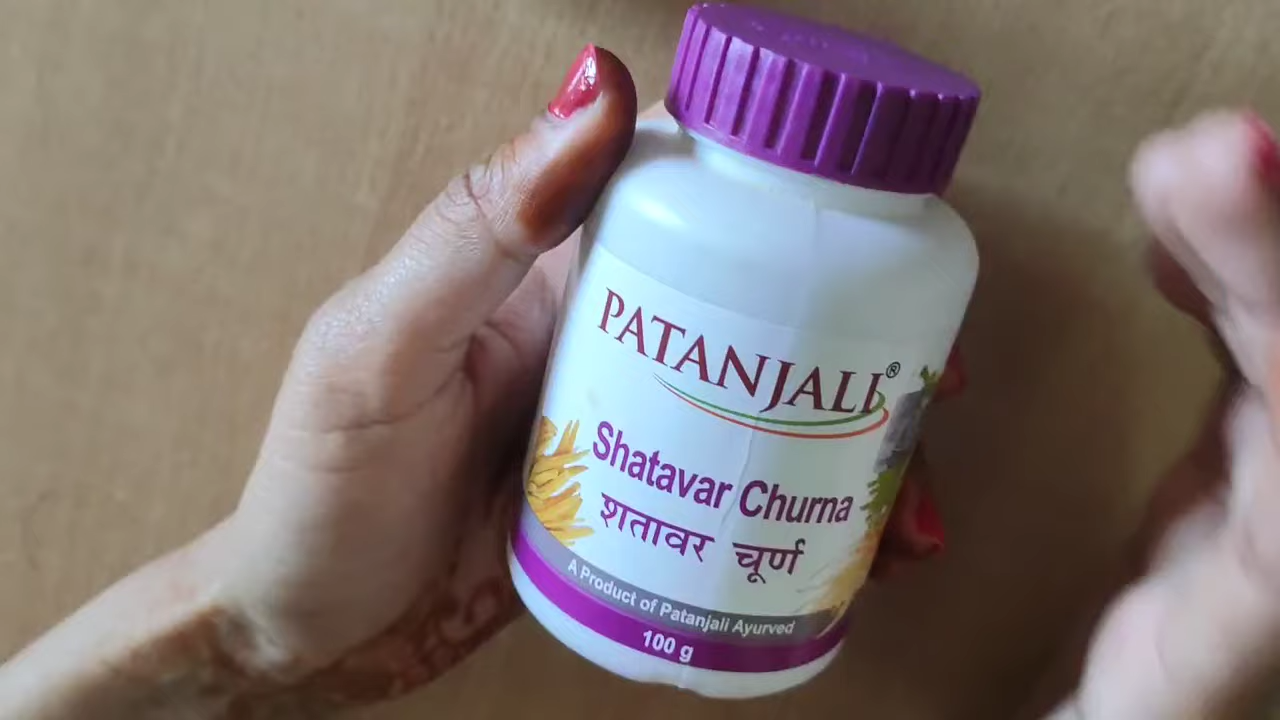 PATANJALI®
Shatavar Churna
शतावर चूर्ण
A Product of Patanjali Ayurved
100 g